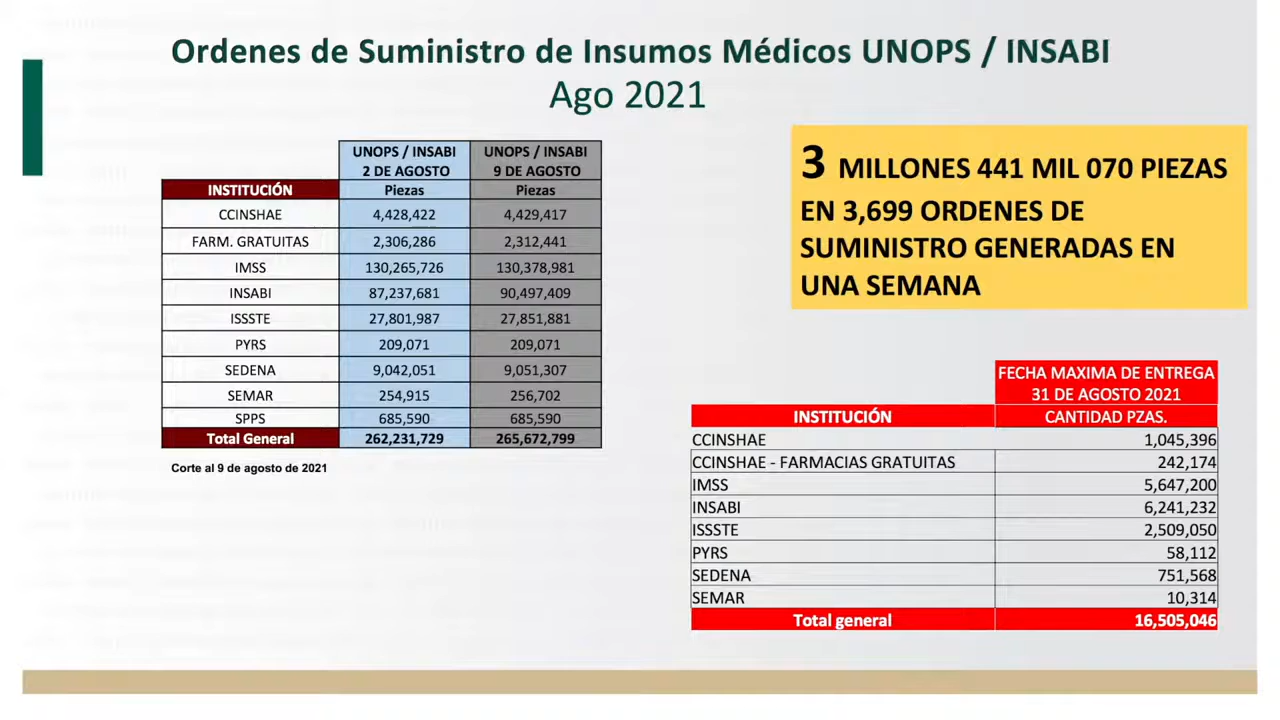 Ordenes de Suministro de Insumos Médicos UNOPS / INSABI
Ago 2021
UNOPS / INSABI UNOPS / INSABI
2 DE AGOSTO 9 DE AGOSTO
INSTITUCIÓN Piezas Piezas
CCINSHAE 4,428,422 4,429,417
FARM. GRATUITAS 2,306,286 2,312,441
IMSS 130,265,726 130,378,981
INSABI 87,237,681 90,497,409
ISSSTE 27,801,987 27,851,881
PYRS 209,071 209,071
SEDENA 9,042,051 9,051,307
SEMAR 254,915 256,702
SPPS 685,590 685,590
Total General 262,231,729 265,672,799
Corte al 9 de agosto de 2021
3 MILLONES 441 MIL 070 PIEZAS
EN 3,699 ORDENES DE
SUMINISTRO GENERADAS EN
UNA SEMANA
FECHA MAXIMA DE ENTREGA
31 DE AGOSTO 2021
INSTITUCIÓN CANTIDAD PZAS.
CCINSHAE 1,045,396
CCINSHAE - FARMACIAS GRATUITAS 242,174
IMSS 5,647,200
INSABI 6,241,232
ISSSTE 2,509,050
PYRS 58,112
SEDENA 751,568
SEMAR 10,314
Total general 16,505,046